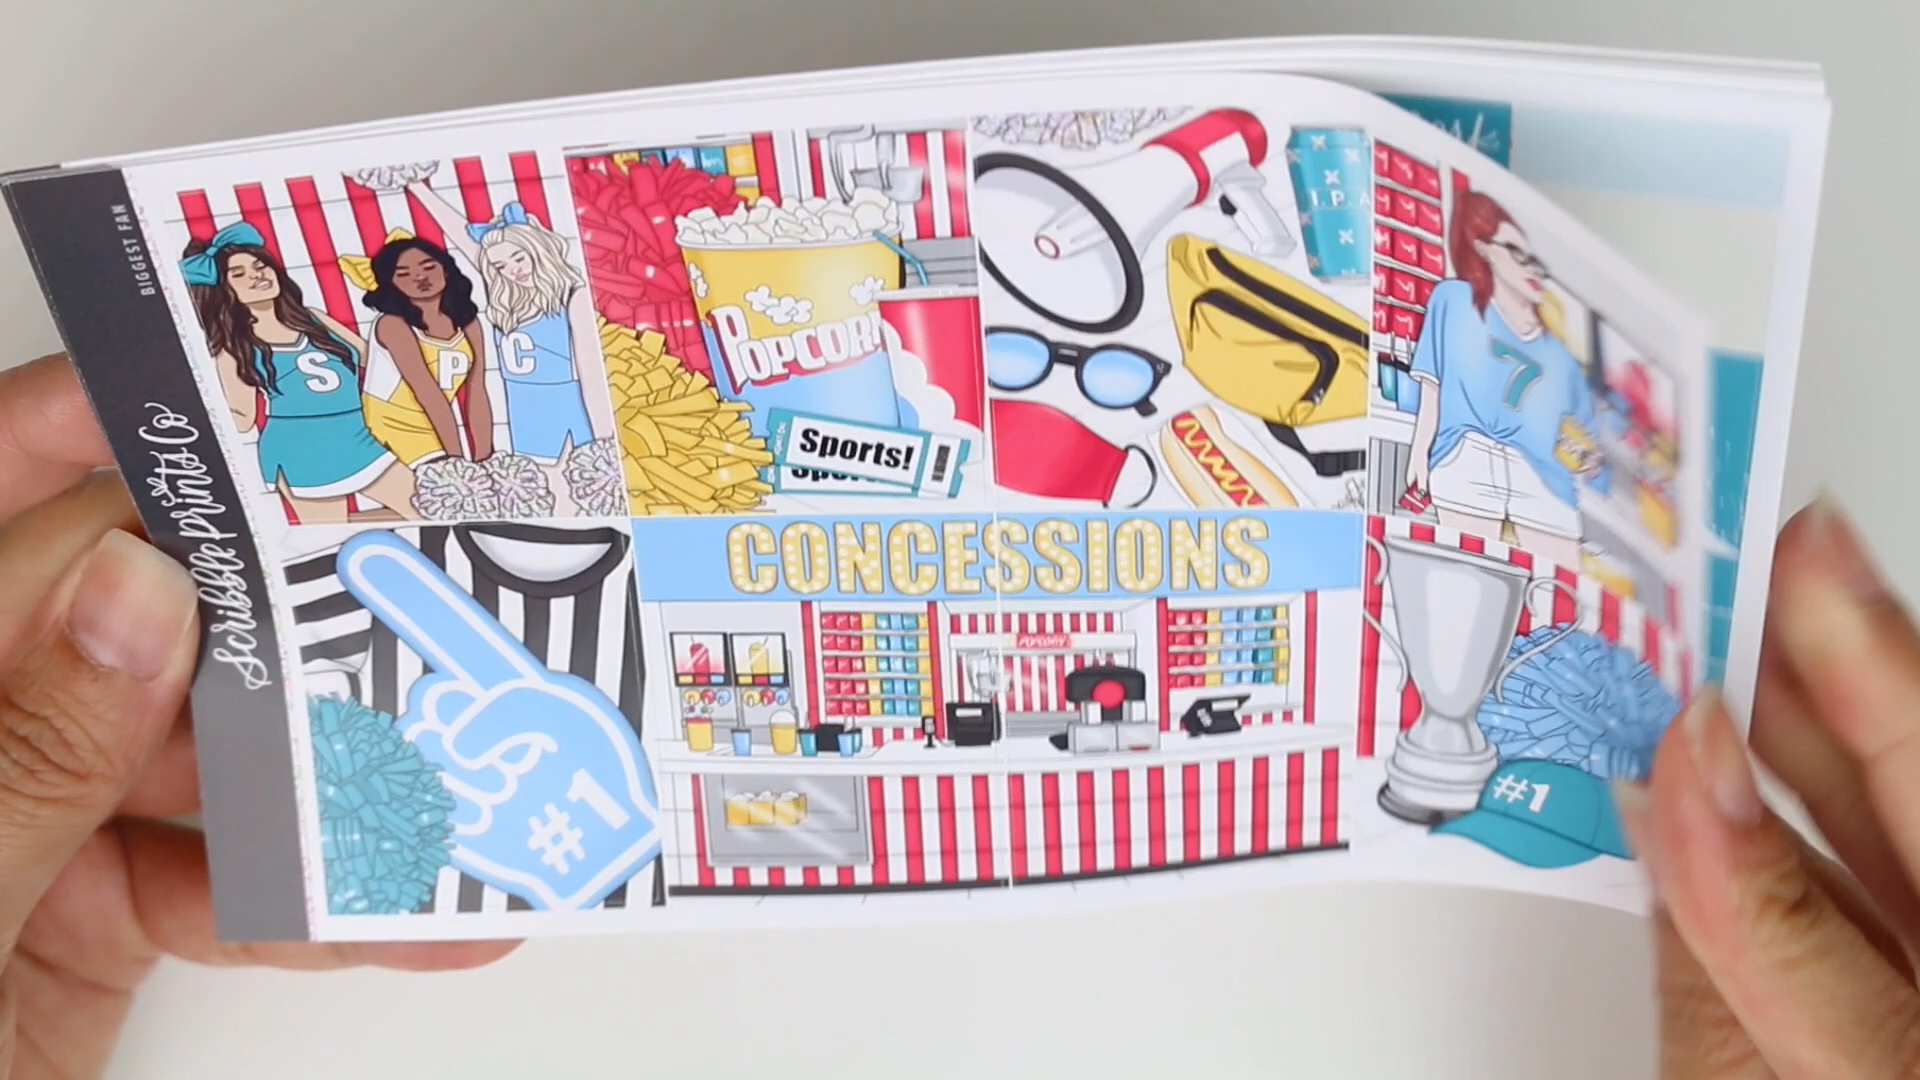 BIGGEST FAN
Scribble Prints Co
S
P
C
POPCORN
Sports!
I.P.A
7
#1
CONCESSIONS
POPCORN
#1